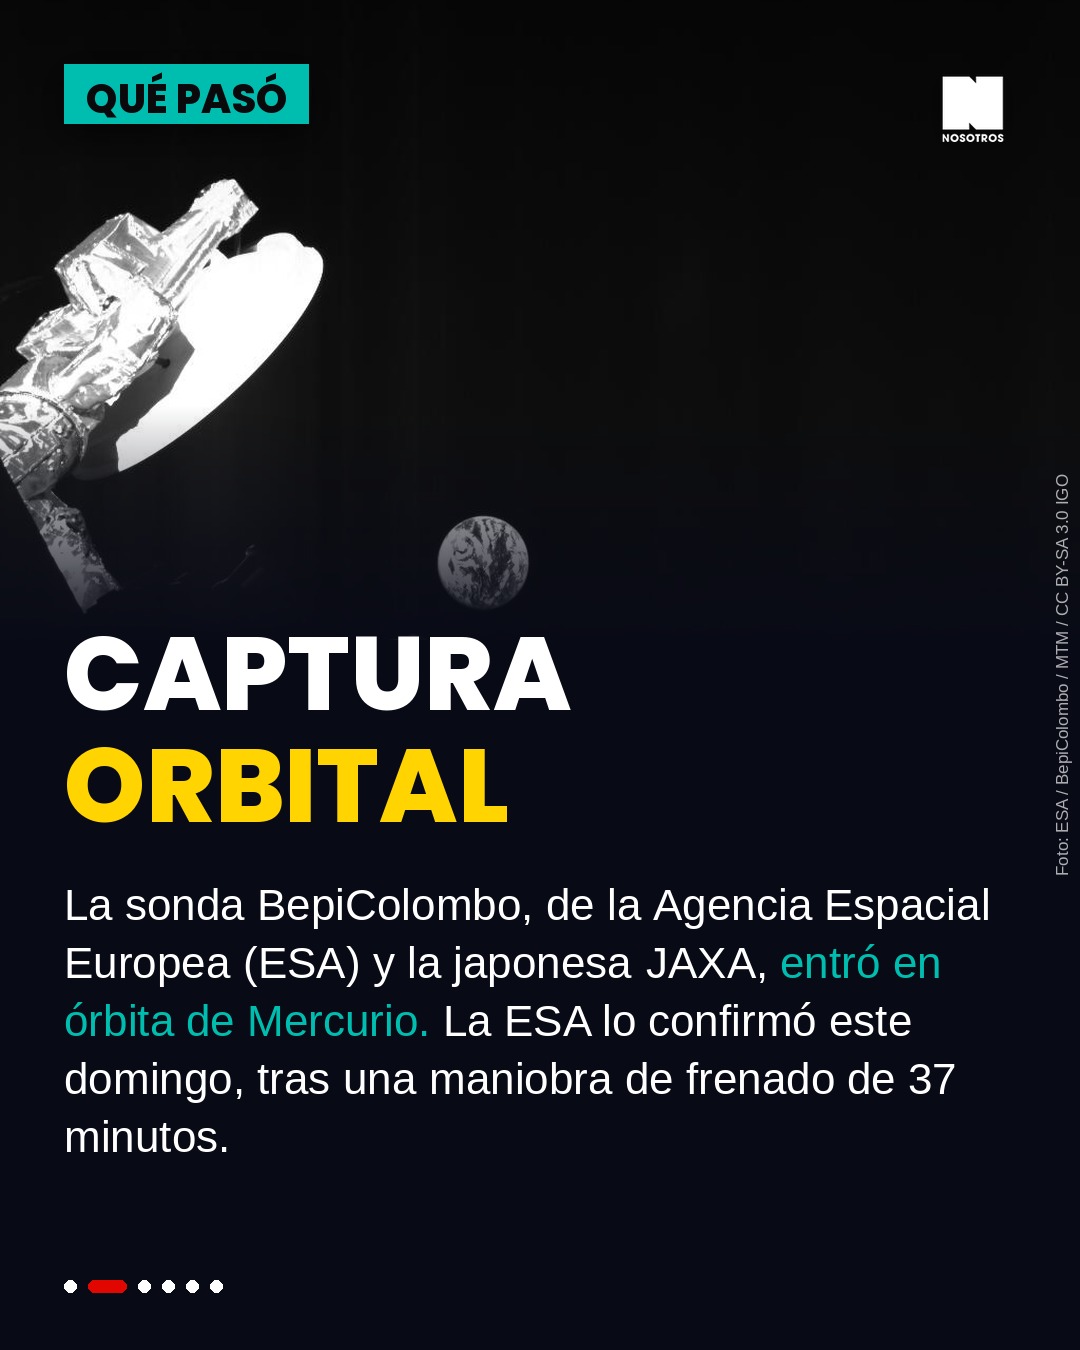 QUÉ PASÓ
NOSOTROS
CAPTURA
ORBITAL
La sonda BepiColombo, de la Agencia Espacial
Europea (ESA) y la japonesa JAXA, entró en
órbita de Mercurio. La ESA lo confirmó este
domingo, tras una maniobra de frenado de 37
minutos.
Foto: ESA / BepiColombo / MTM / CC BY-SA 3.0 IGO